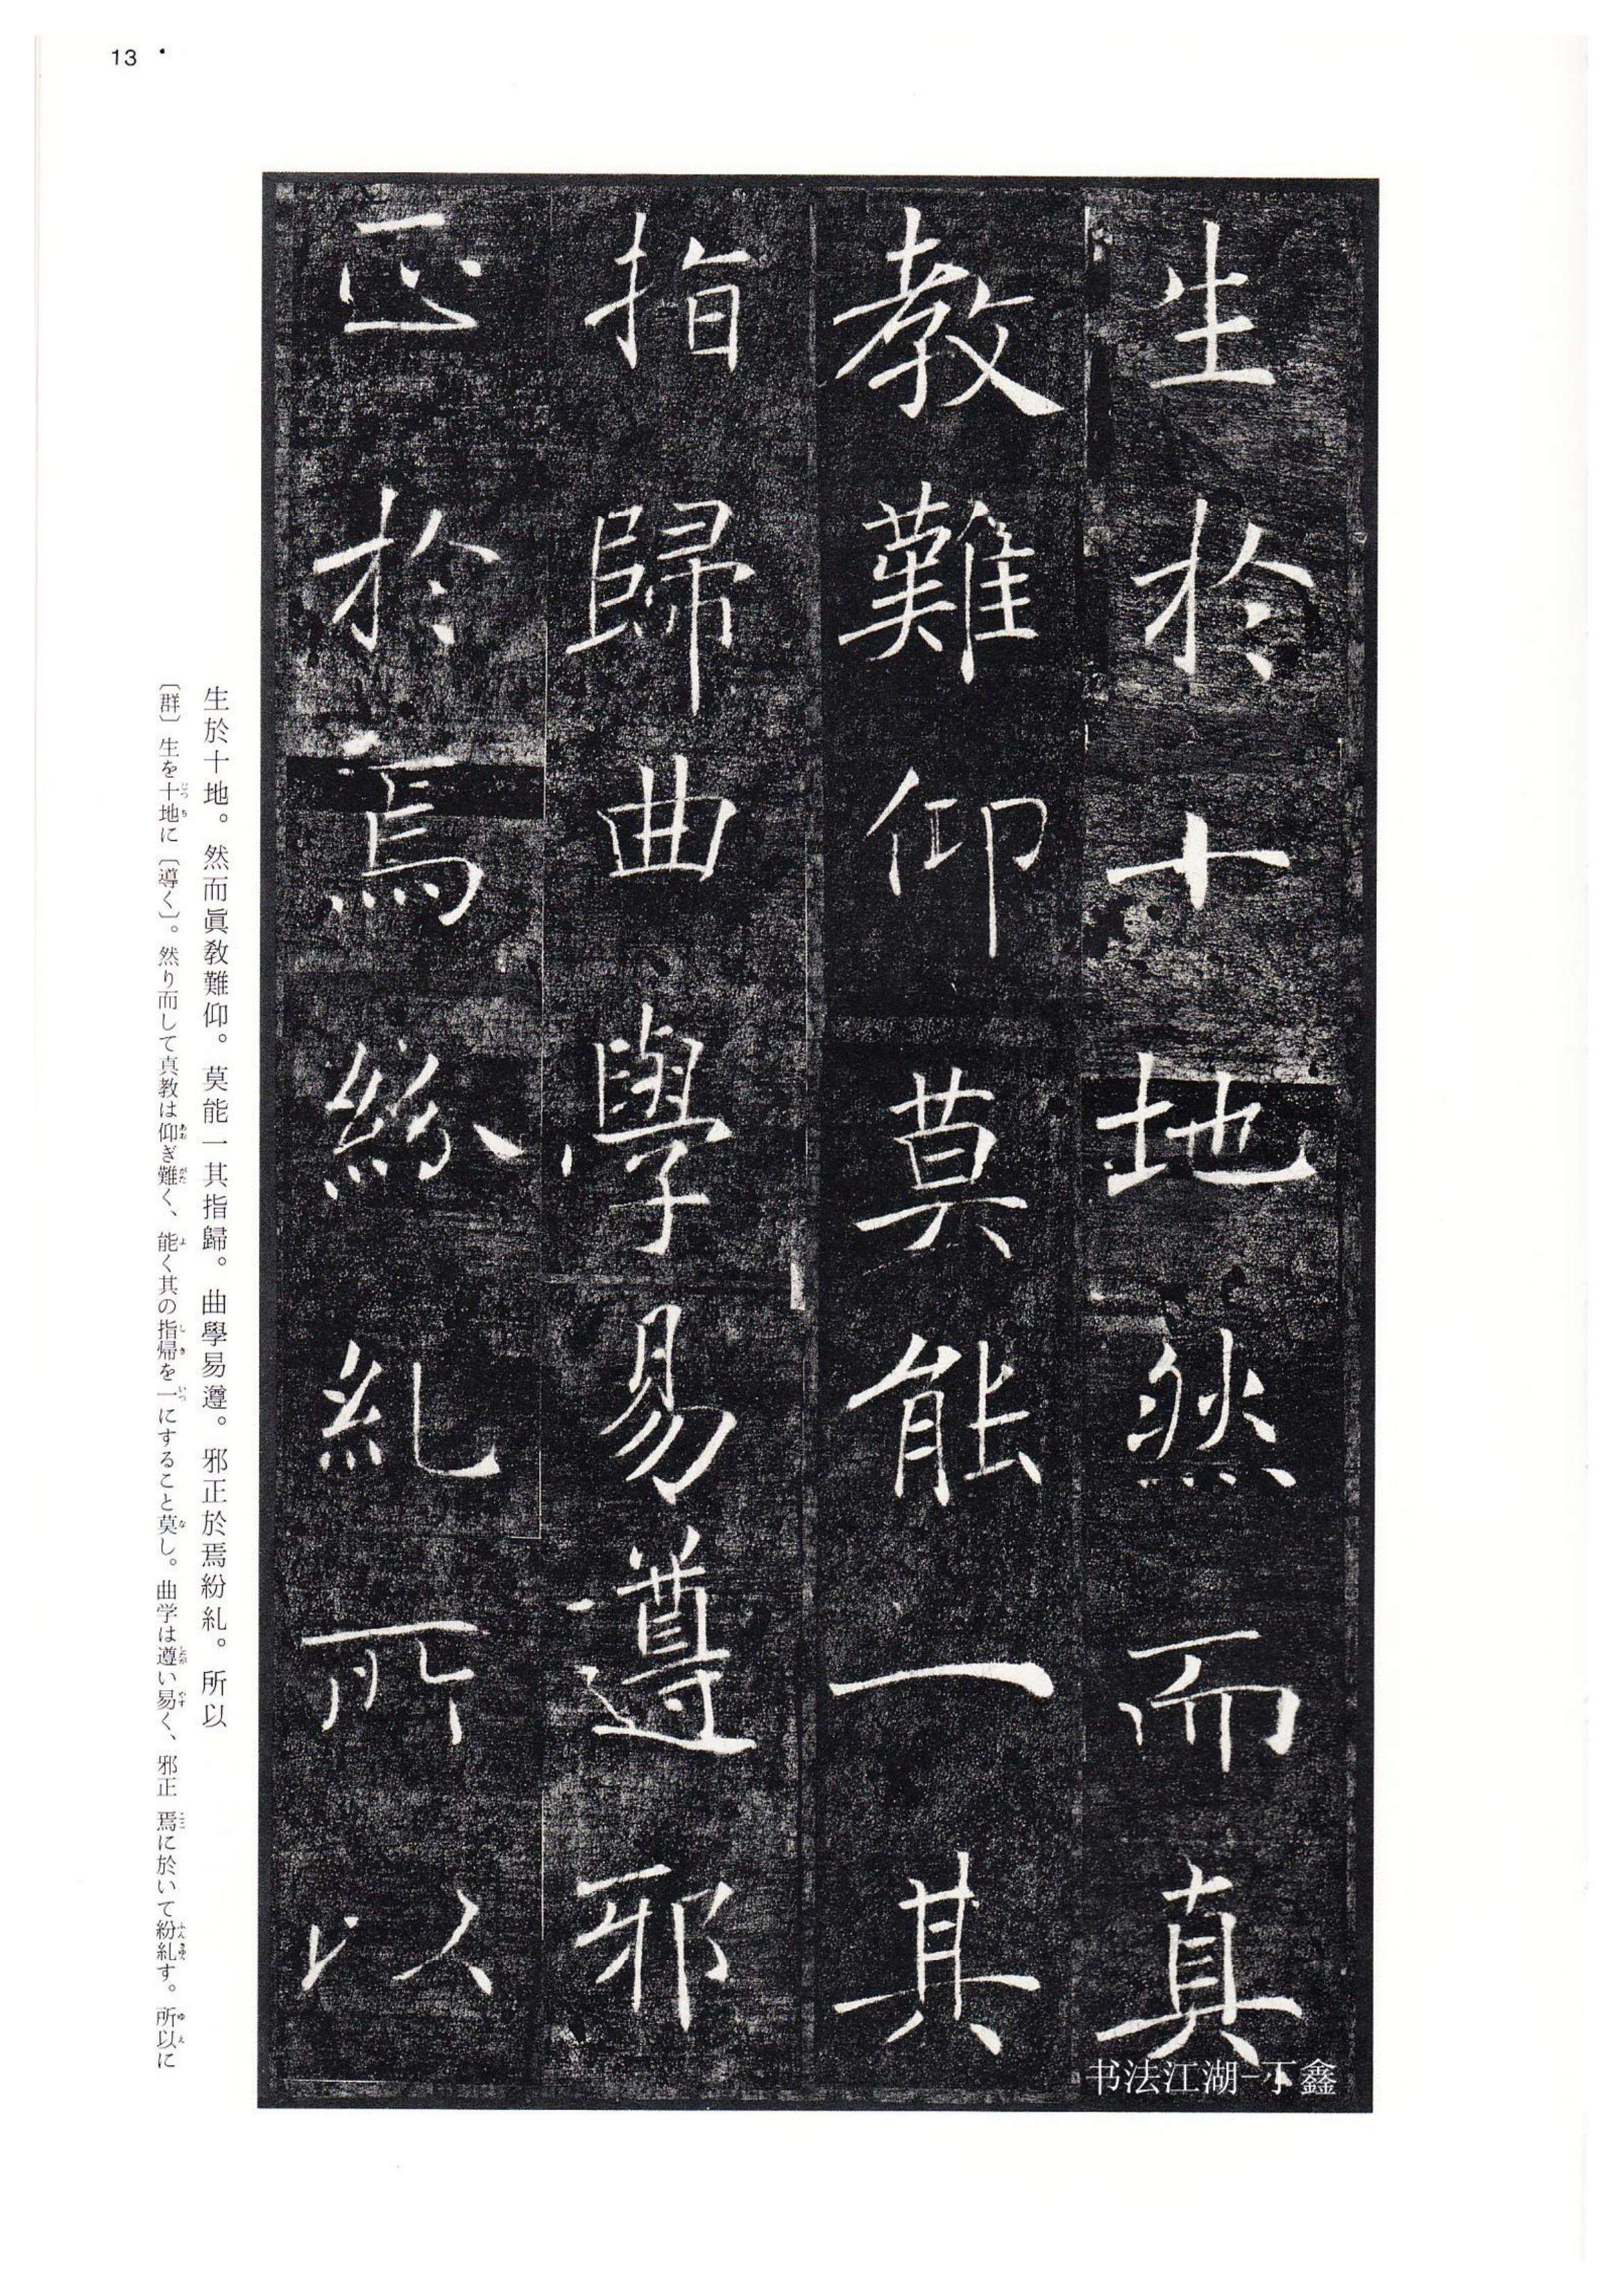 13
生於十地然而真
教難仰莫能一其
指歸曲學易遵邪
正於焉紛糺所以
书法江湖-丁鑫
生於十地。然而眞教難仰。莫能一其指歸。曲學易遵。邪正於焉紛糺。所以
〔群〕生を十地に〔導く〕。然り而して真教は仰ぎ難く、能く其の指帰を一にすること莫し。曲学は遵い易く、邪正焉に於いて紛糺す。所以に